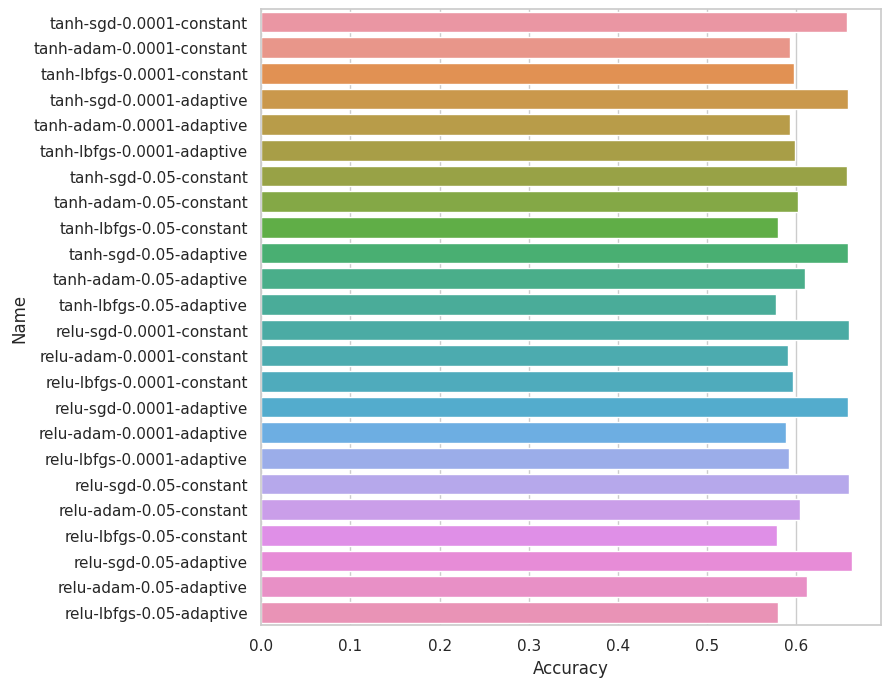 tanh-sgd-0.0001-constant
tanh-adam-0.0001-constant
tanh-lbfgs-0.0001-constant
tanh-sgd-0.0001-adaptive
tanh-adam-0.0001-adaptive
tanh-lbfgs-0.0001-adaptive
tanh-sgd-0.05-constant
tanh-adam-0.05-constant
tanh-lbfgs-0.05-constant
tanh-sgd-0.05-adaptive
tanh-adam-0.05-adaptive
tanh-lbfgs-0.05-adaptive
relu-sgd-0.0001-constant
relu-adam-0.0001-constant
relu-lbfgs-0.0001-constant
relu-sgd-0.0001-adaptive
relu-adam-0.0001-adaptive
relu-lbfgs-0.0001-adaptive
relu-sgd-0.05-constant
relu-adam-0.05-constant
relu-lbfgs-0.05-constant
relu-sgd-0.05-adaptive
relu-adam-0.05-adaptive
relu-lbfgs-0.05-adaptive
Name
0.0 0.1 0.2 0.3 0.4 0.5 0.6
Accuracy